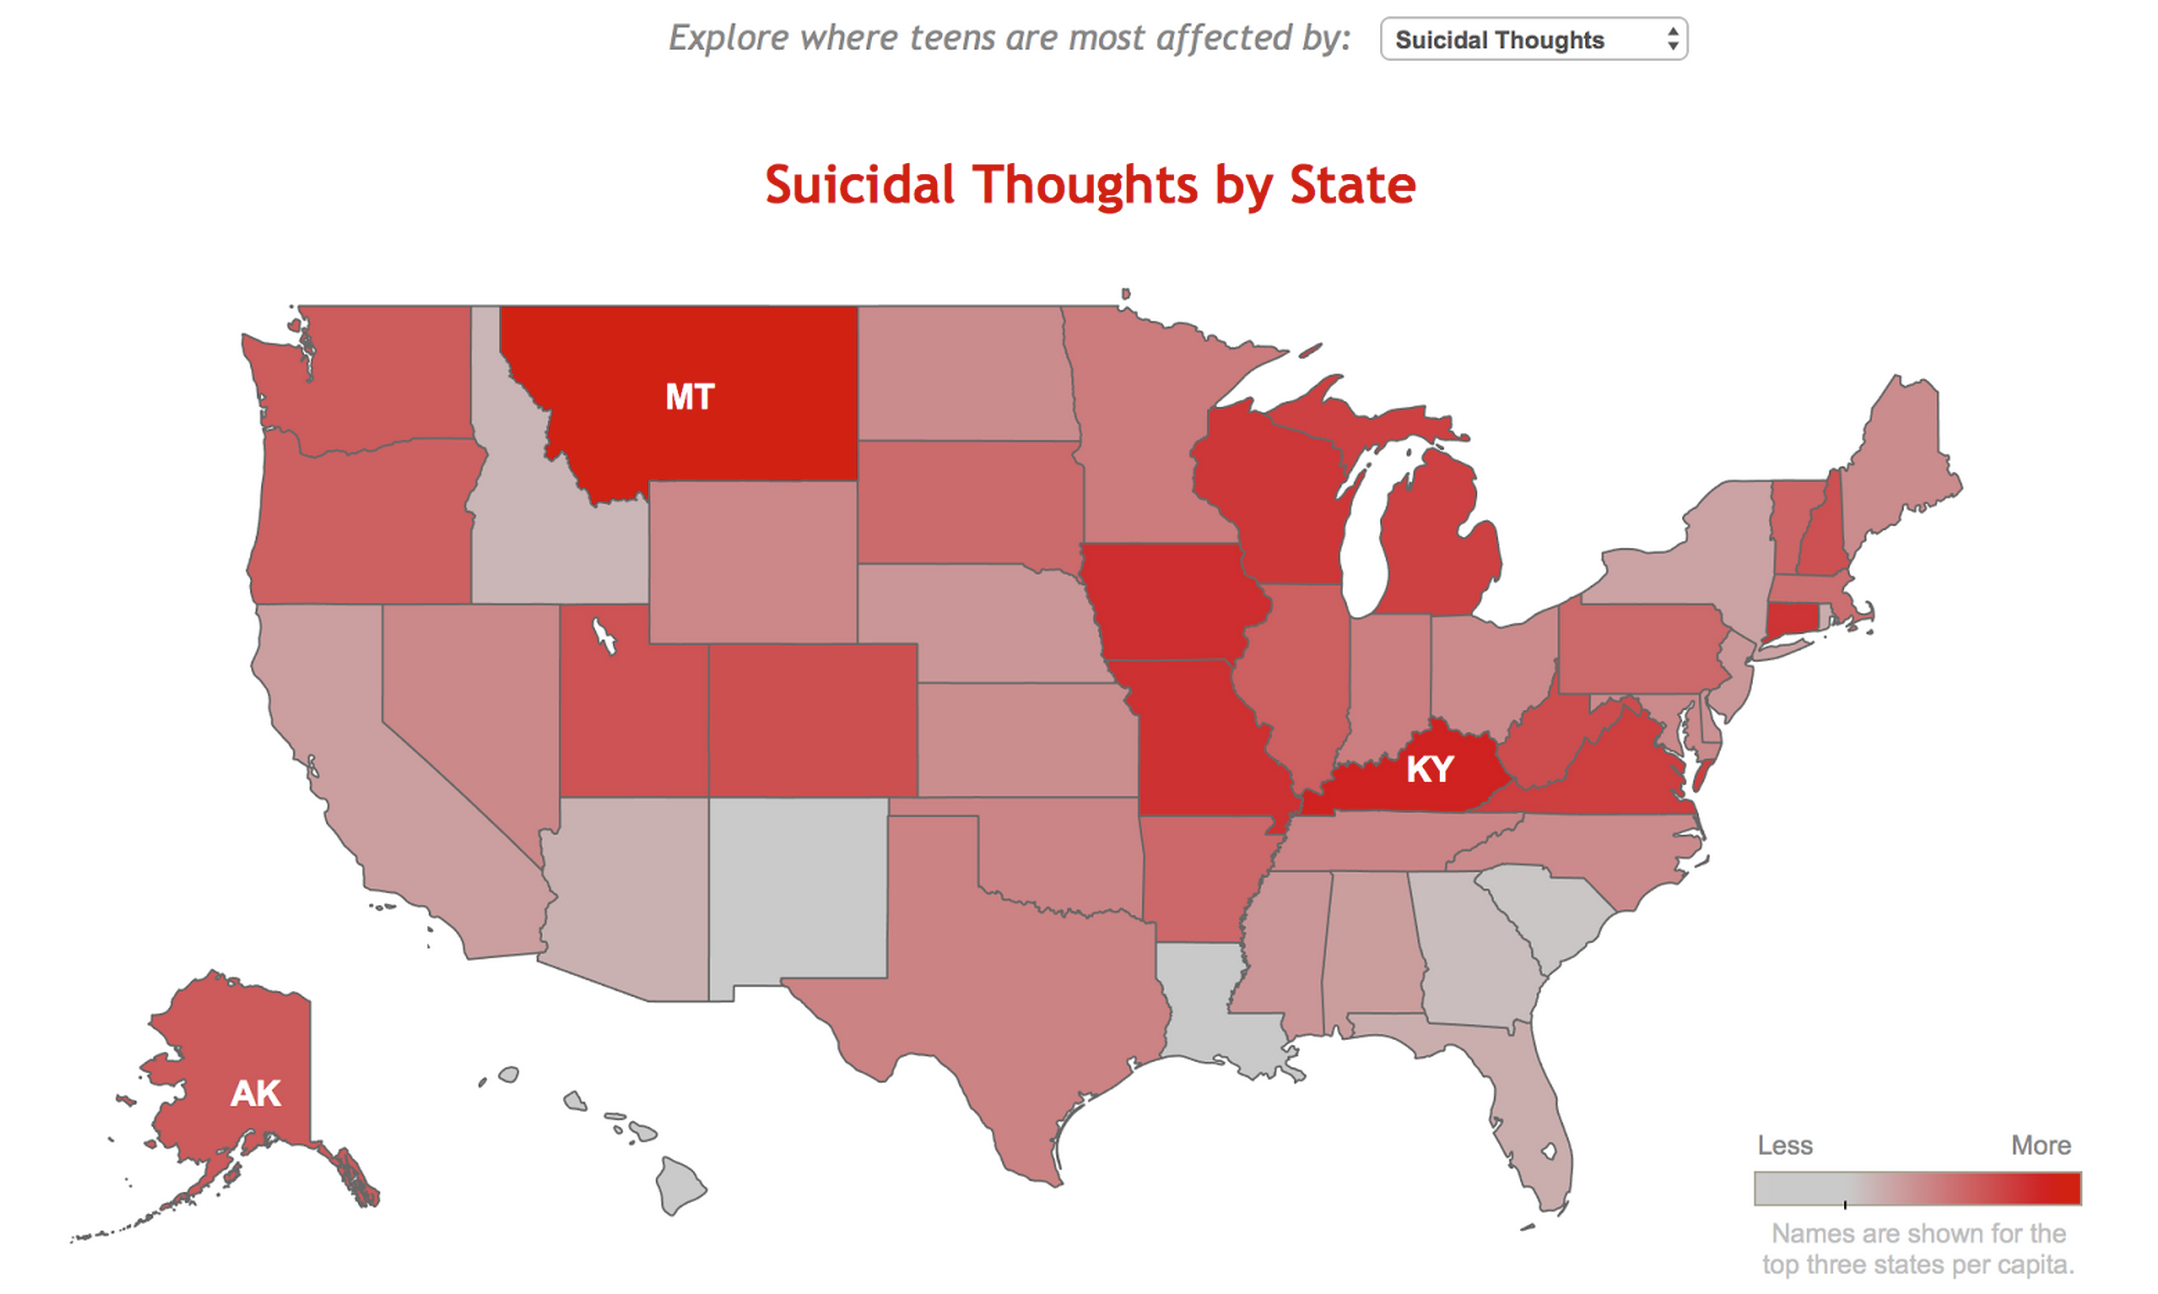 Explore where teens are most affected by: Suicidal Thoughts
Suicidal Thoughts by State
MT
KY
AK
Less More
Names are shown for the
top three states per capita.